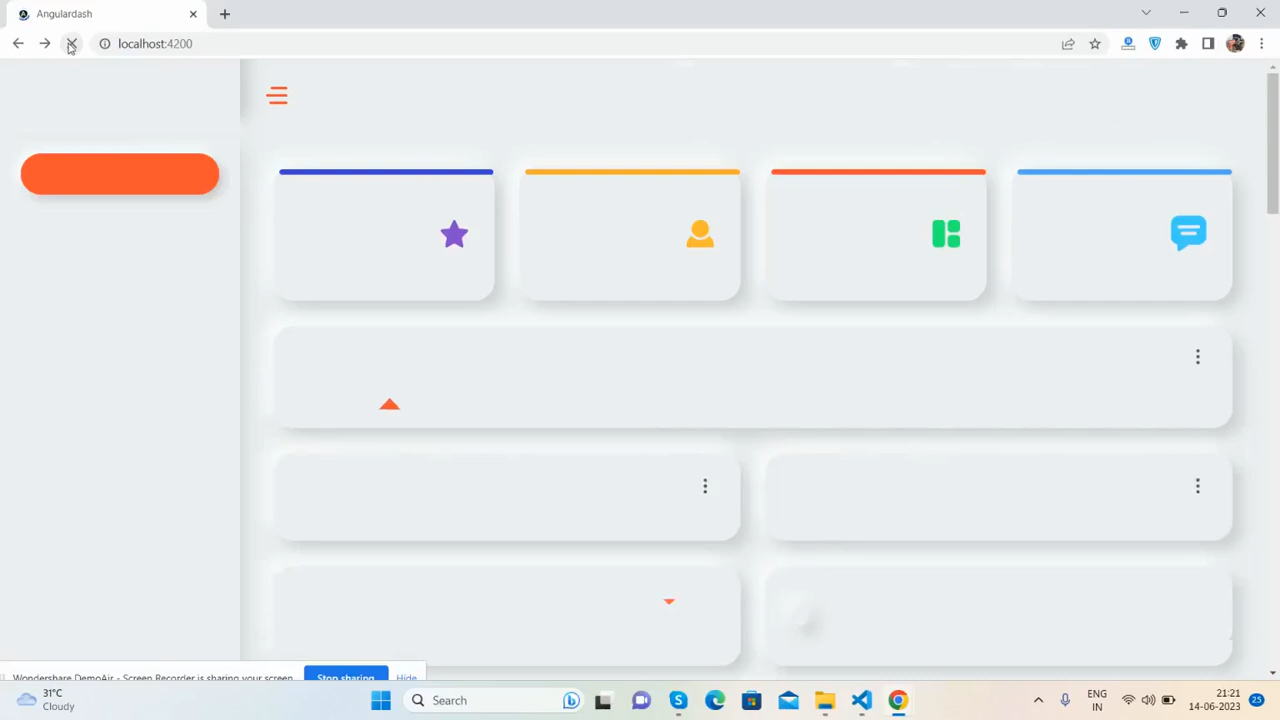 Angulardash
localhost:4200
Wondershare DemoAir - Screen Recorder is sharing your screen.
Stop sharing
Hide
31°C
Cloudy
Search
ENG
IN
21:21
14-06-2023
25